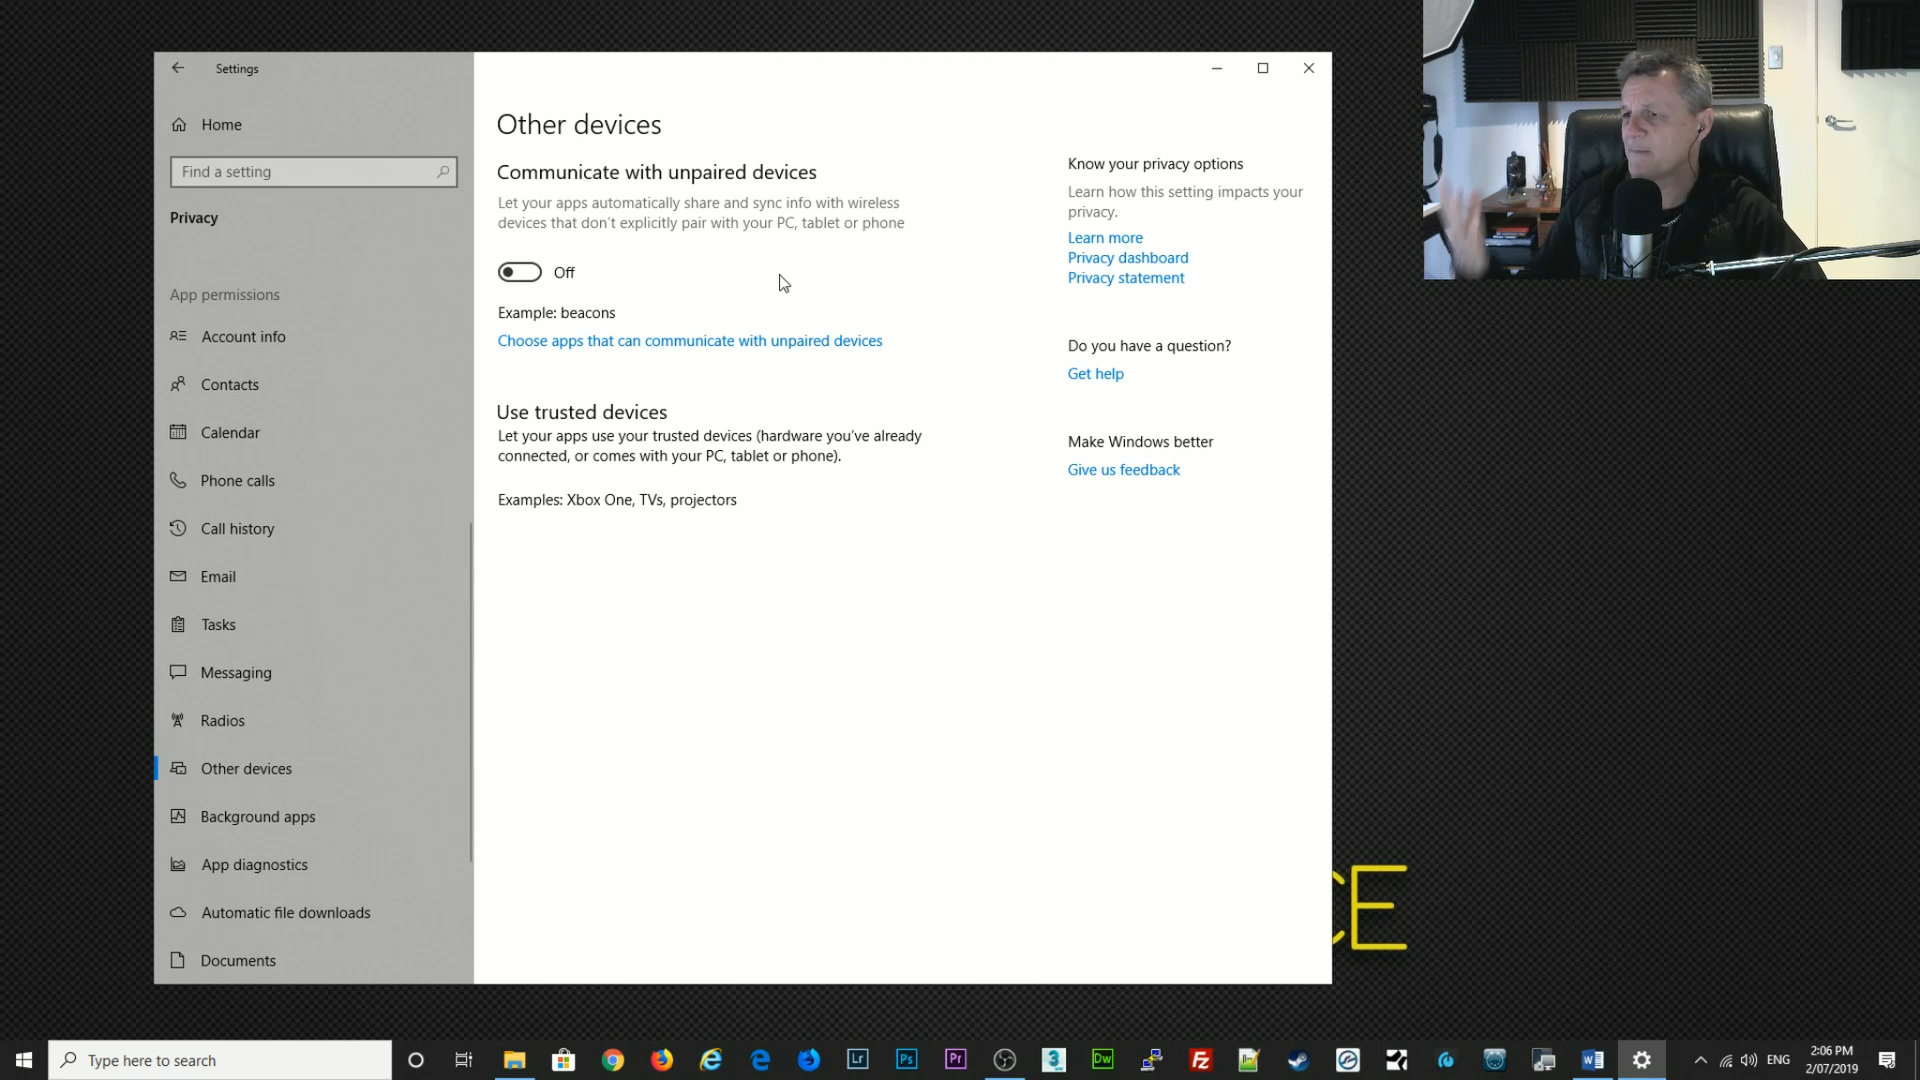 Settings
Home
Find a setting
Privacy
App permissions
Account info
Contacts
Calendar
Phone calls
Call history
Email
Tasks
Messaging
Radios
Other devices
Background apps
App diagnostics
Automatic file downloads
Documents
Other devices
Communicate with unpaired devices
Let your apps automatically share and sync info with wireless
devices that don't explicitly pair with your PC, tablet or phone
Off
Example: beacons
Choose apps that can communicate with unpaired devices
Use trusted devices
Let your apps use your trusted devices (hardware you've already
connected, or comes with your PC, tablet or phone).
Examples: Xbox One, TVs, projectors
Know your privacy options
Learn how this setting impacts your
privacy.
Learn more
Privacy dashboard
Privacy statement
Do you have a question?
Get help
Make Windows better
Give us feedback
CE
Type here to search
Lr
Ps
Pr
3
Dw
Fz
ENG
2:06 PM
2/07/2019